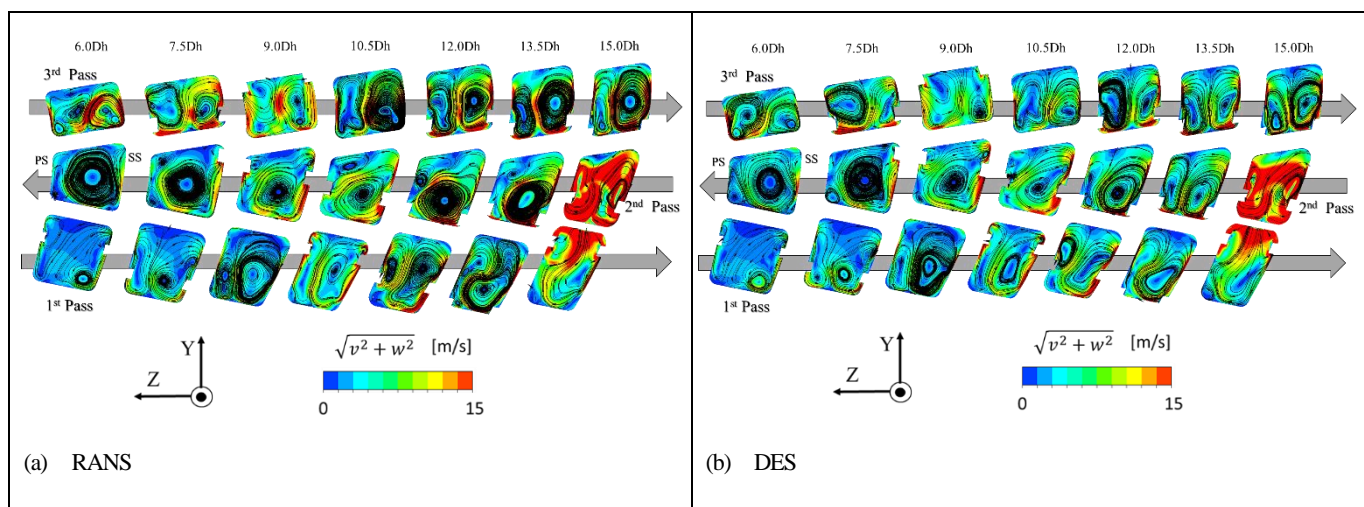 6.0Dh 7.5Dh 9.0Dh 10.5Dh 12.0Dh 13.5Dh 15.0Dh
3rd Pass
PS SS
2nd Pass
1st Pass
Y
Z
√v² + w² [m/s]
0 15
(a) RANS
6.0Dh 7.5Dh 9.0Dh 10.5Dh 12.0Dh 13.5Dh 15.0Dh
3rd Pass
PS SS
2nd Pass
1st Pass
Y
Z
√v² + w² [m/s]
0 15
(b) DES